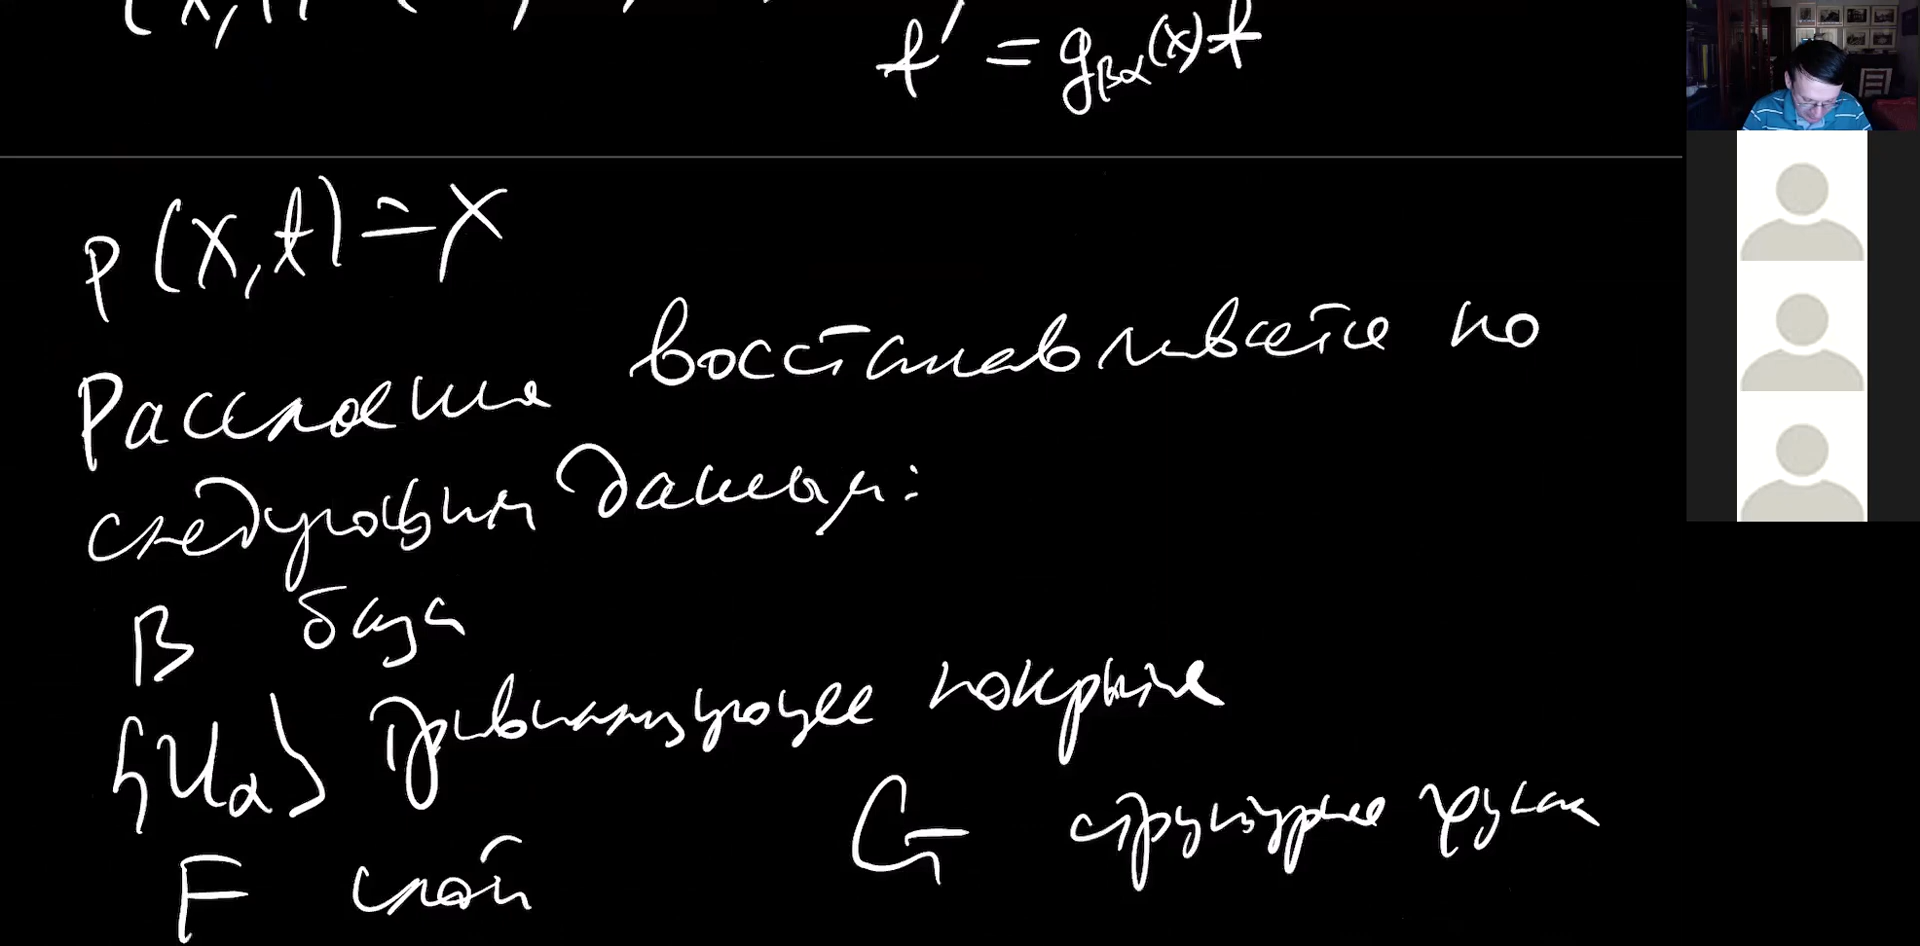 t' = g_{βα}(x)t
p(x,t)=x
Расслоение восстанавливается по
следующим данным:
B база
{U_α} тривиализующее покрытие
F слой G структурная группа